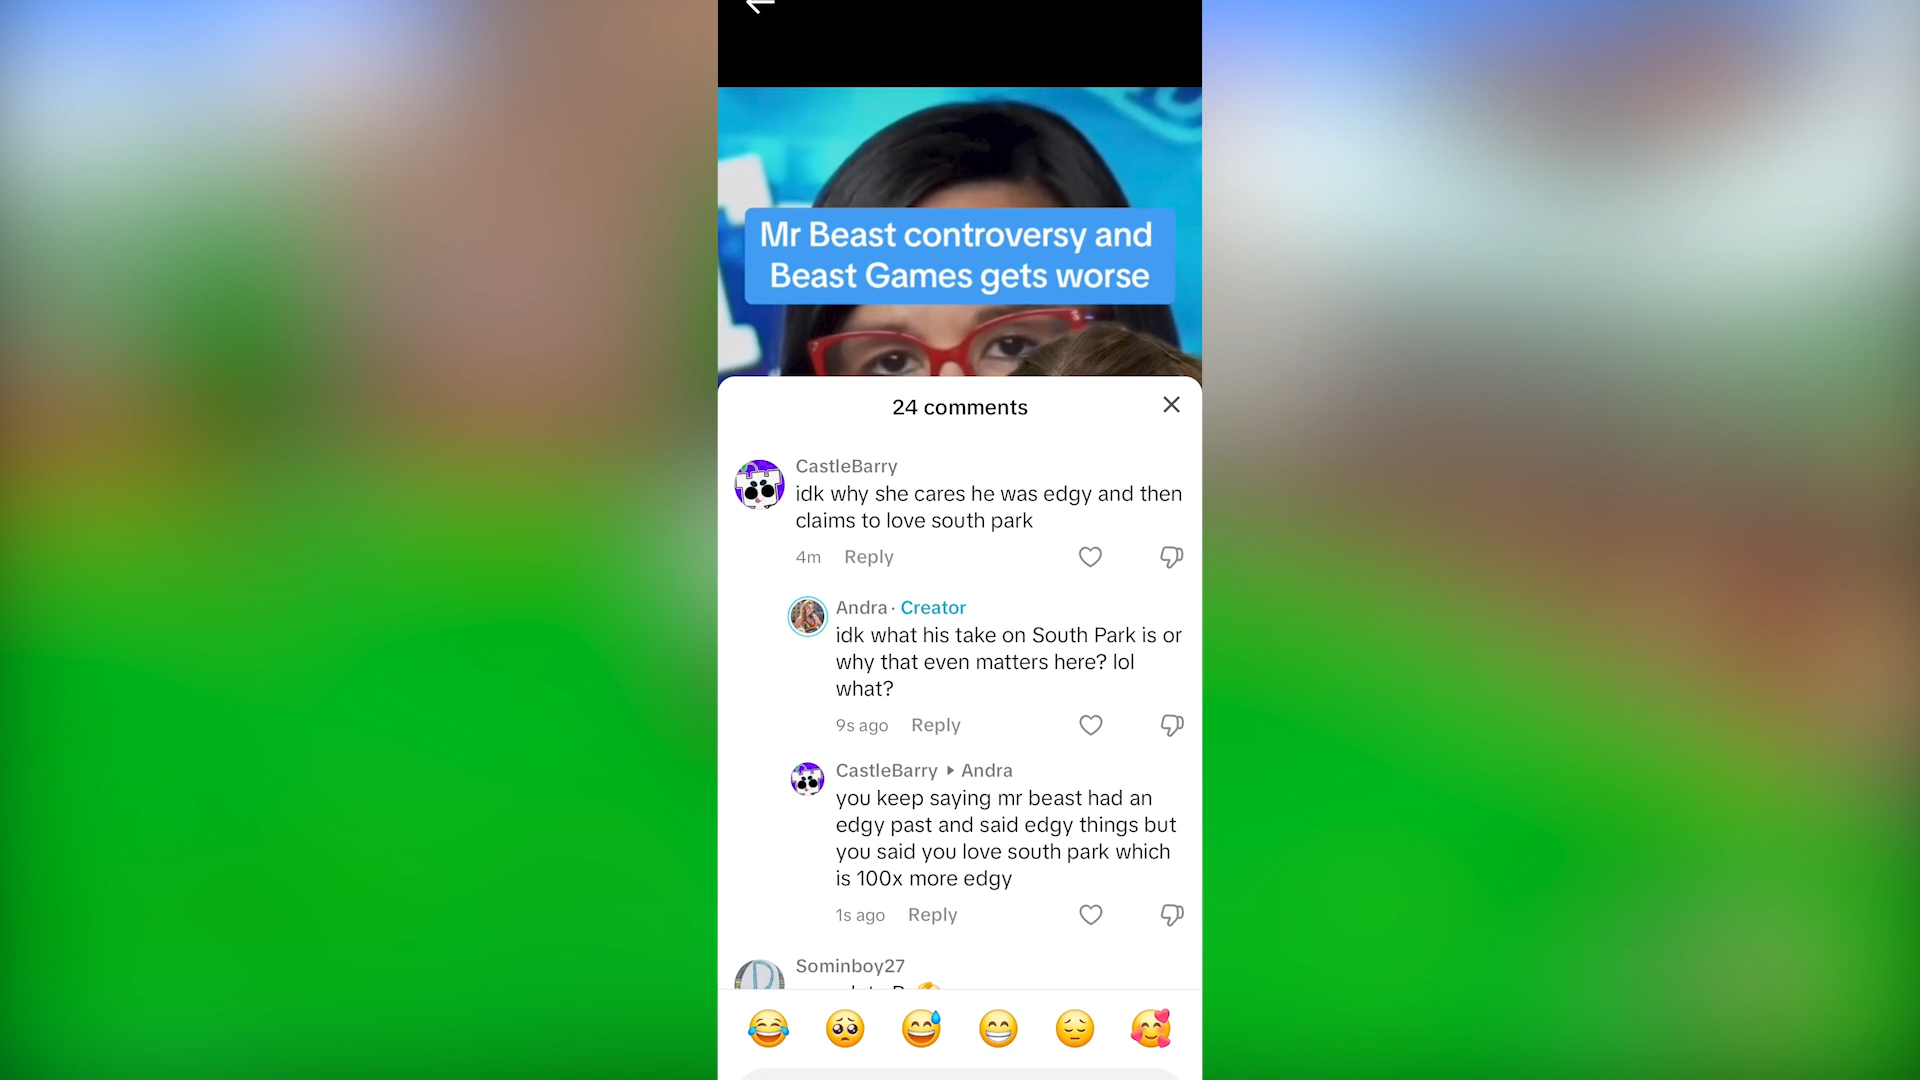 Mr Beast controversy and
Beast Games gets worse
24 comments
CastleBarry
idk why she cares he was edgy and then
claims to love south park
4m Reply
Andra · Creator
idk what his take on South Park is or
why that even matters here? lol
what?
9s ago Reply
CastleBarry ▸ Andra
you keep saying mr beast had an
edgy past and said edgy things but
you said you love south park which
is 100x more edgy
1s ago Reply
Sominboy27